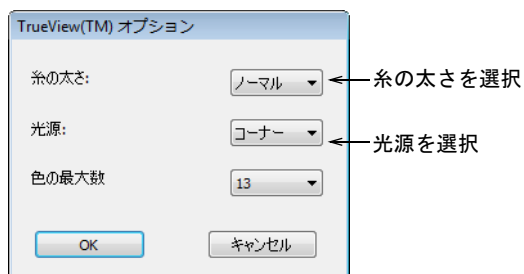 TrueView(TM) オプション
糸の太さ: ノーマル 糸の太さを選択
光源: コーナー 光源を選択
色の最大数 13
OK キャンセル